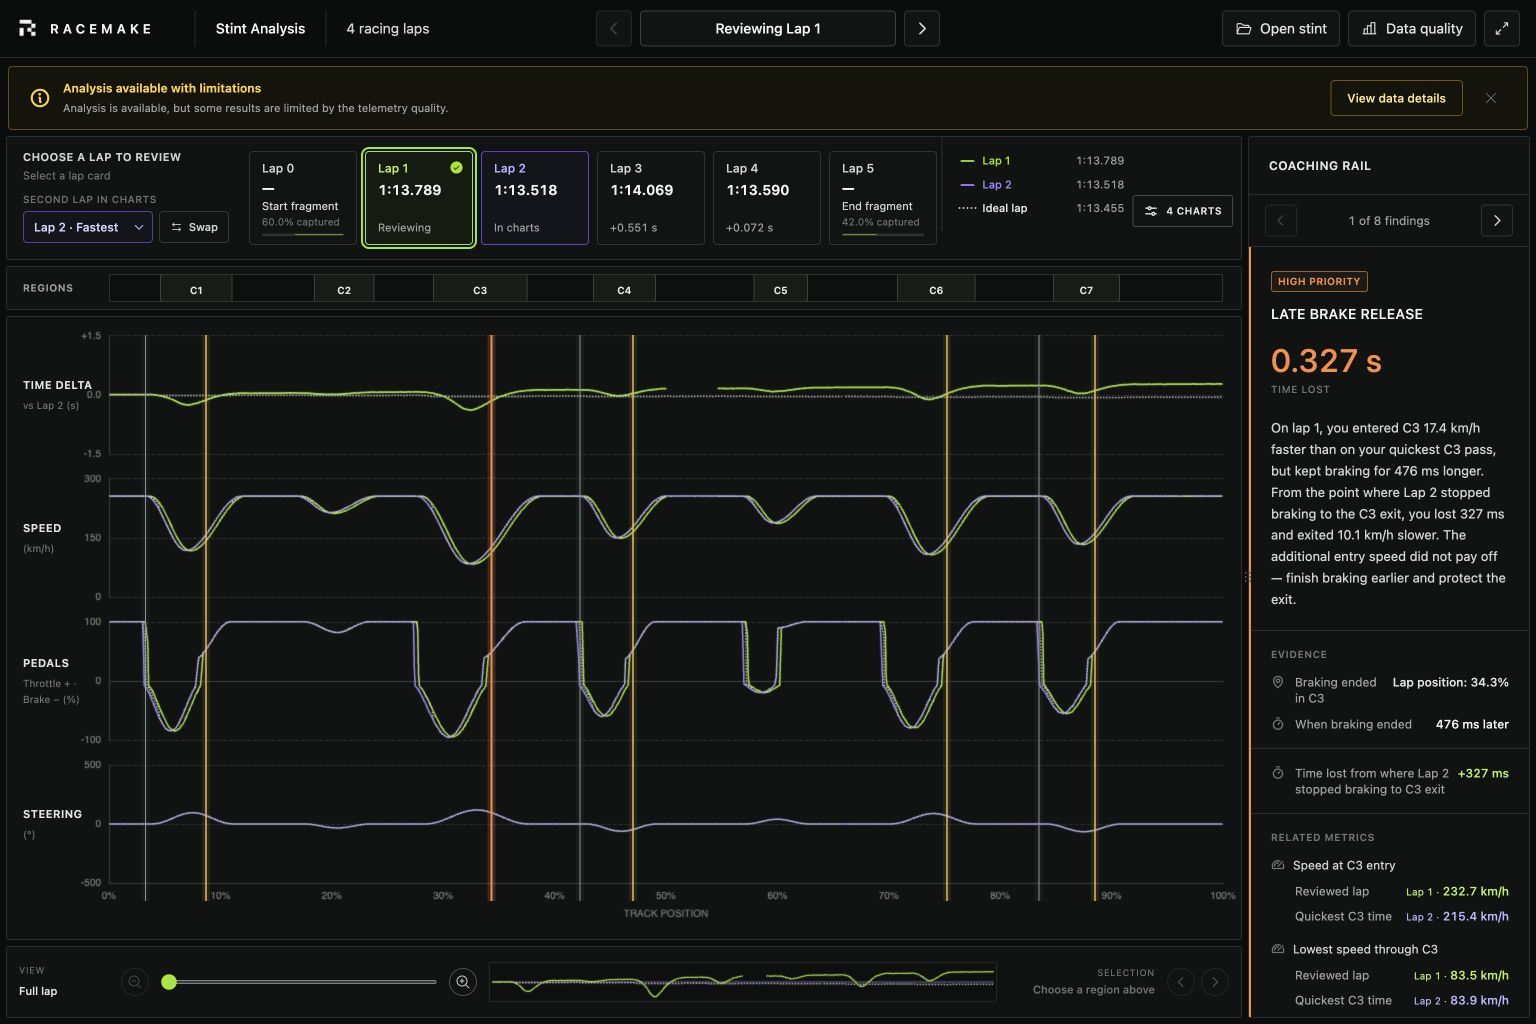 RACEMAKE
Stint Analysis
4 racing laps
Reviewing Lap 1
Open stint
Data quality
Analysis available with limitations
Analysis is available, but some results are limited by the telemetry quality.
View data details
CHOOSE A LAP TO REVIEW
Select a lap card
SECOND LAP IN CHARTS
Lap 2 · Fastest
Swap
Lap 0
—
Start fragment
60.0% captured
Lap 1
1:13.789
Reviewing
Lap 2
1:13.518
In charts
Lap 3
1:14.069
+0.551 s
Lap 4
1:13.590
+0.072 s
Lap 5
—
End fragment
42.0% captured
Lap 1 1:13.789
Lap 2 1:13.518
Ideal lap 1:13.455
4 CHARTS
REGIONS
C1 C2 C3 C4 C5 C6 C7
TIME DELTA
vs Lap 2 (s)
+1.5
0.0
-1.5
SPEED
(km/h)
300
150
0
PEDALS
Throttle + ·
Brake − (%)
100
0
-100
STEERING
(°)
500
0
-500
0% 10% 20% 30% 40% 50% 60% 70% 80% 90% 100%
TRACK POSITION
VIEW
Full lap
SELECTION
Choose a region above
COACHING RAIL
1 of 8 findings
HIGH PRIORITY
LATE BRAKE RELEASE
0.327 s
TIME LOST
On lap 1, you entered C3 17.4 km/h
faster than on your quickest C3 pass,
but kept braking for 476 ms longer.
From the point where Lap 2 stopped
braking to the C3 exit, you lost 327 ms
and exited 10.1 km/h slower. The
additional entry speed did not pay off
— finish braking earlier and protect the
exit.
EVIDENCE
Braking ended Lap position: 34.3%
in C3
When braking ended 476 ms later
Time lost from where Lap 2 +327 ms
stopped braking to C3 exit
RELATED METRICS
Speed at C3 entry
Reviewed lap Lap 1 · 232.7 km/h
Quickest C3 time Lap 2 · 215.4 km/h
Lowest speed through C3
Reviewed lap Lap 1 · 83.5 km/h
Quickest C3 time Lap 2 · 83.9 km/h